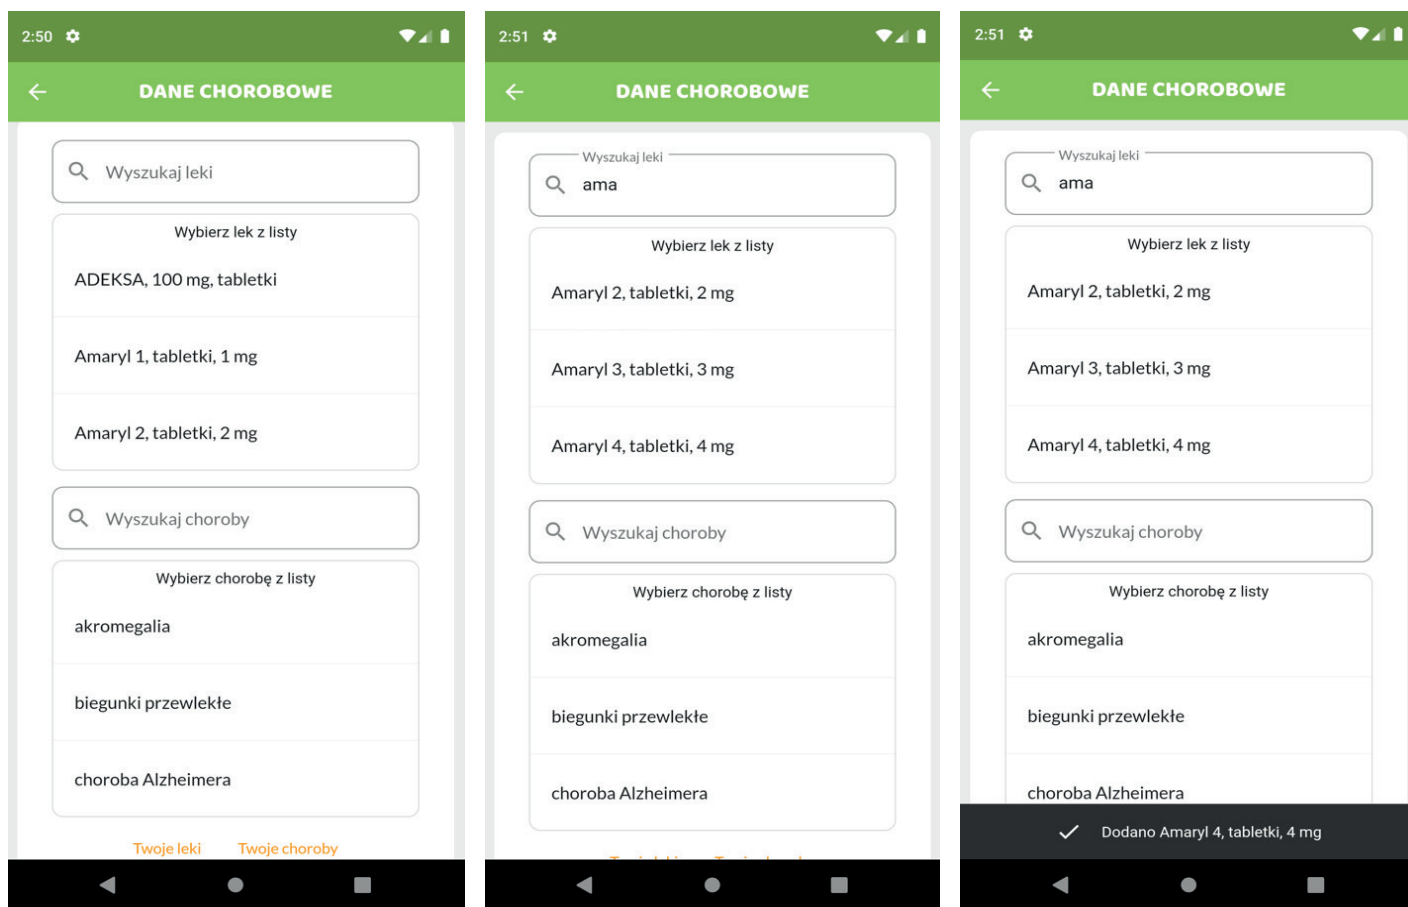 2:50
DANE CHOROBOWE
Wyszukaj leki
Wybierz lek z listy
ADEKSA, 100 mg, tabletki
Amaryl 1, tabletki, 1 mg
Amaryl 2, tabletki, 2 mg
Wyszukaj choroby
Wybierz chorobę z listy
akromegalia
biegunki przewlekłe
choroba Alzheimera
Twoje leki Twoje choroby
2:51
DANE CHOROBOWE
Wyszukaj leki
ama
Wybierz lek z listy
Amaryl 2, tabletki, 2 mg
Amaryl 3, tabletki, 3 mg
Amaryl 4, tabletki, 4 mg
Wyszukaj choroby
Wybierz chorobę z listy
akromegalia
biegunki przewlekłe
choroba Alzheimera
2:51
DANE CHOROBOWE
Wyszukaj leki
ama
Wybierz lek z listy
Amaryl 2, tabletki, 2 mg
Amaryl 3, tabletki, 3 mg
Amaryl 4, tabletki, 4 mg
Wyszukaj choroby
Wybierz chorobę z listy
akromegalia
biegunki przewlekłe
choroba Alzheimera
Dodano Amaryl 4, tabletki, 4 mg